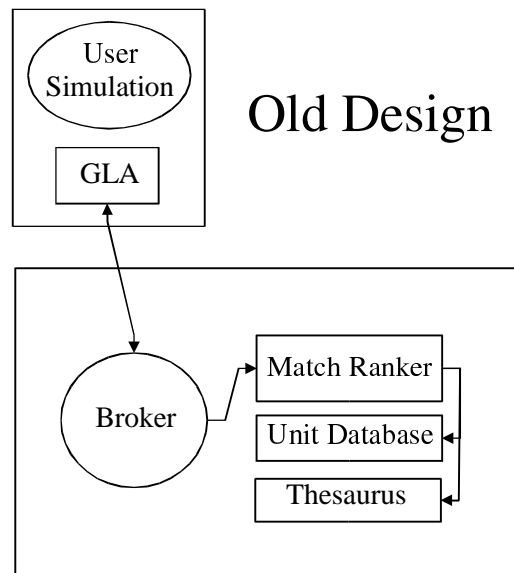 User
Simulation
Old Design
GLA
Broker
Match Ranker
Unit Database
Thesaurus